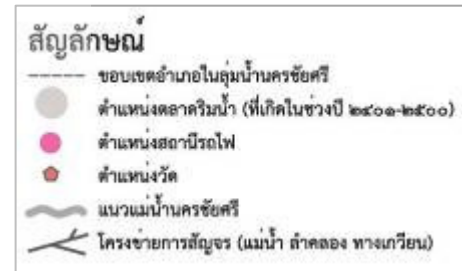 สัญลักษณ์
ขอบเขตอำเภอในลุ่มน้ำนครชัยศรี
ตำแหน่งตลาดริมน้ำ (ที่เกิดในช่วงปี ๒๔๐๑-๒๕๐๐)
ตำแหน่งสถานีรถไฟ
ตำแหน่งวัด
แนวแม่น้ำนครชัยศรี
โครงข่ายการสัญจร (แม่น้ำ ลำคลอง ทางเกวียน)